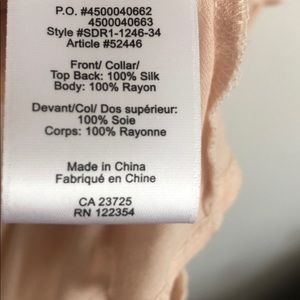 P.O. #4500040662
4500040663
Style #SDR1-1246-34
Article #52446
Front/ Collar/
Top Back: 100% Silk
Body: 100% Rayon
Devant/Col/ Dos supérieur:
100% Soie
Corps: 100% Rayonne
Made in China
Fabriqué en Chine
CA 23725
RN 122354